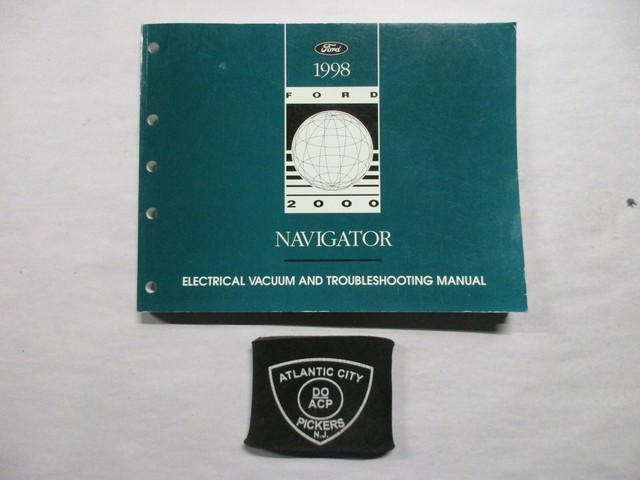 Ford
1998
FORD
2000
NAVIGATOR
ELECTRICAL VACUUM AND TROUBLESHOOTING MANUAL
ATLANTIC CITY
DO
ACP
PICKERS
N.J.